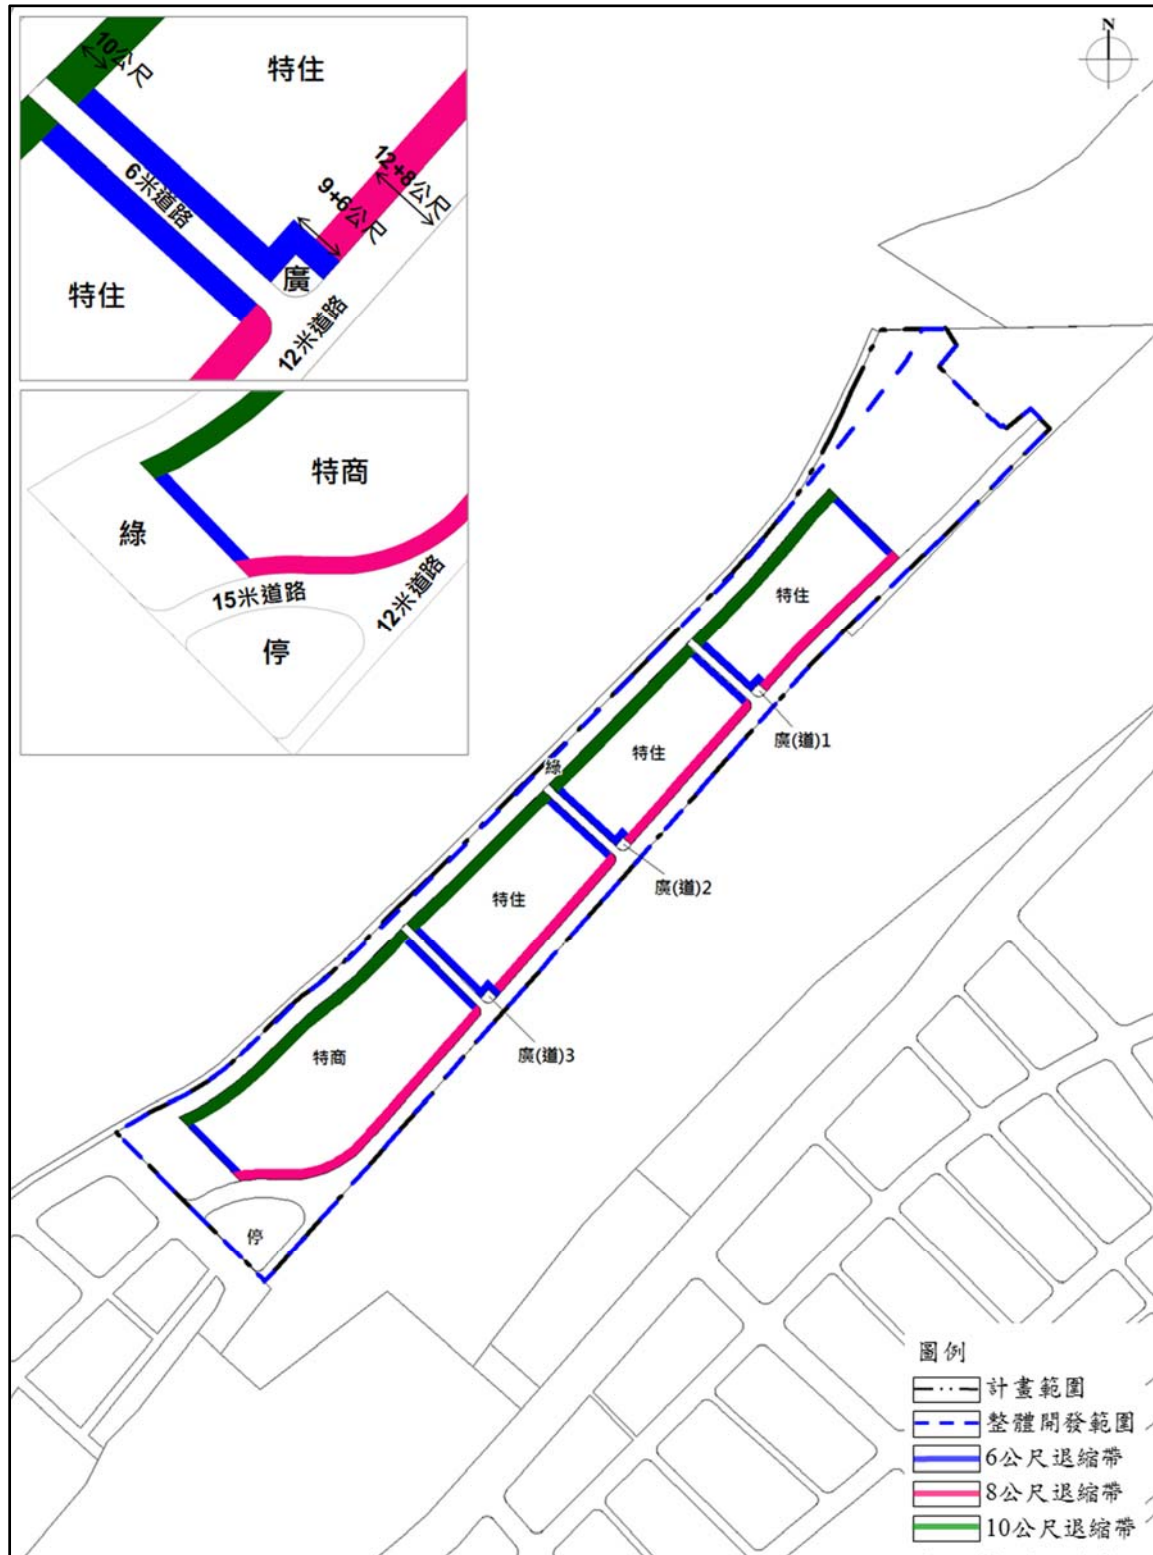 N
10公尺
特住
6米道路
12+8公尺
9+6公尺
特住
廣
12米道路
特商
綠
15米道路
12米道路
停
特住
廣(道)1
特住
綠
廣(道)2
特住
廣(道)3
特商
停
圖例
計畫範圍
整體開發範圍
6公尺退縮帶
8公尺退縮帶
10公尺退縮帶